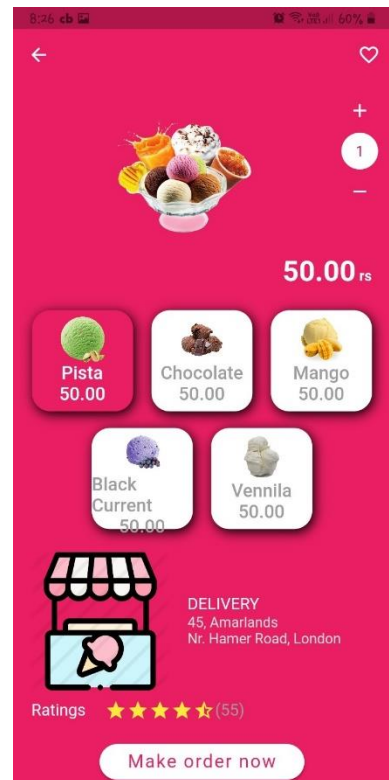 8:26 cb
60%
1
50.00 rs
Pista
50.00
Chocolate
50.00
Mango
50.00
Black
Current
50.00
Vennila
50.00
DELIVERY
45, Amarlands
Nr. Hamer Road, London
Ratings
(55)
Make order now